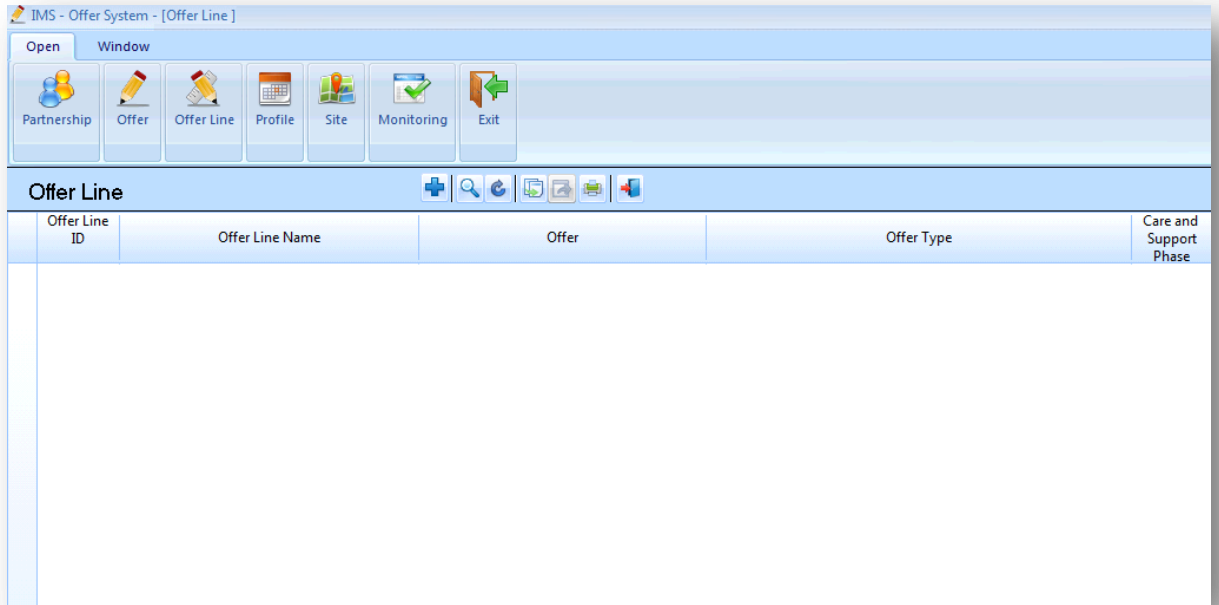 IMS - Offer System - [Offer Line ]
Open Window
Partnership Offer Offer Line Profile Site Monitoring Exit
Offer Line
Offer Line ID Offer Line Name Offer Offer Type Care and Support Phase